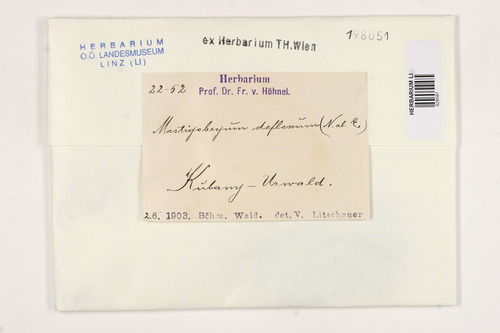 HERBARIUM
O.Ö. LANDESMUSEUM
LINZ (LI)
ex Herbarium TH.Wien
198051
HERBARIUM LI
Herbarium
22-52 Prof. Dr. Fr. v. Höhnel.
Mastigobryum deflexum (N. ab E.)
Kubany - Urwald.
2.6. 1903. Böhm. Wald. det. V. Litschauer